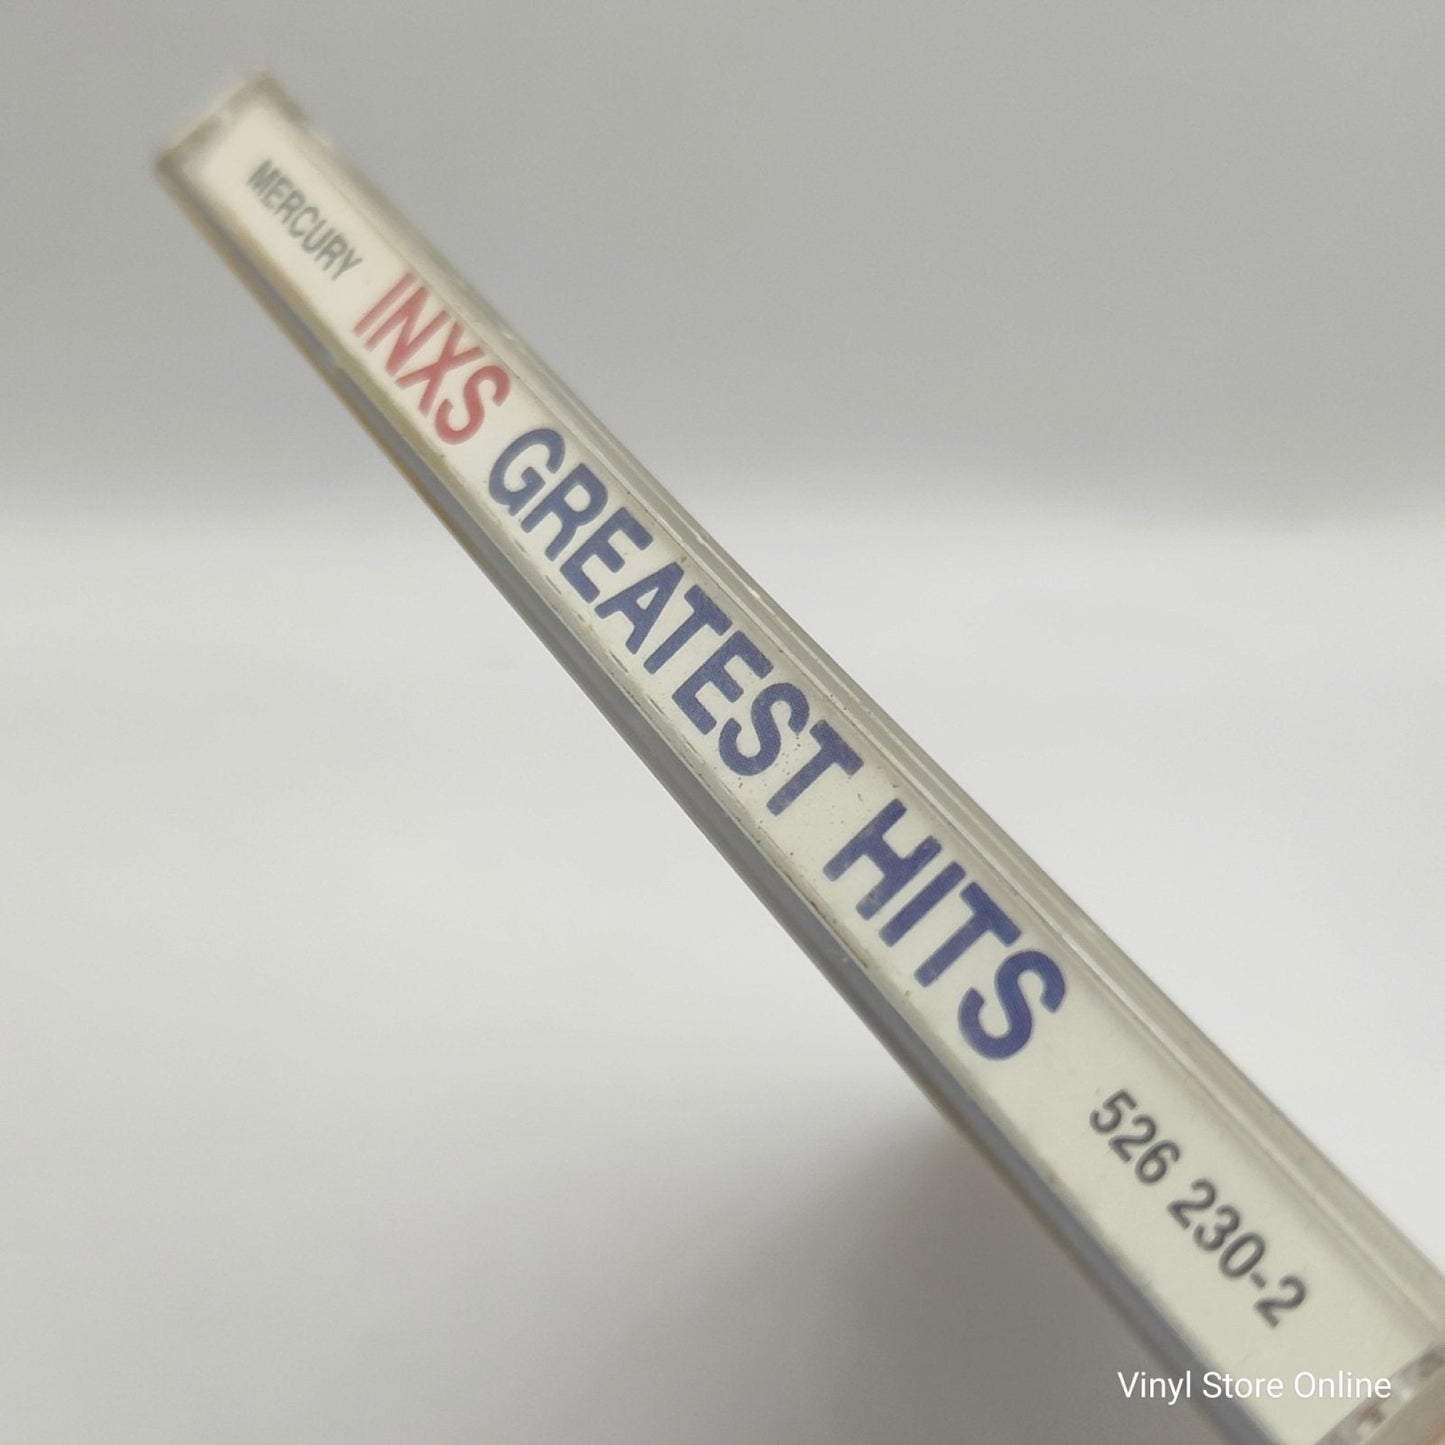 MERCURY INXS GREATEST HITS 526 230-2
Vinyl Store Online